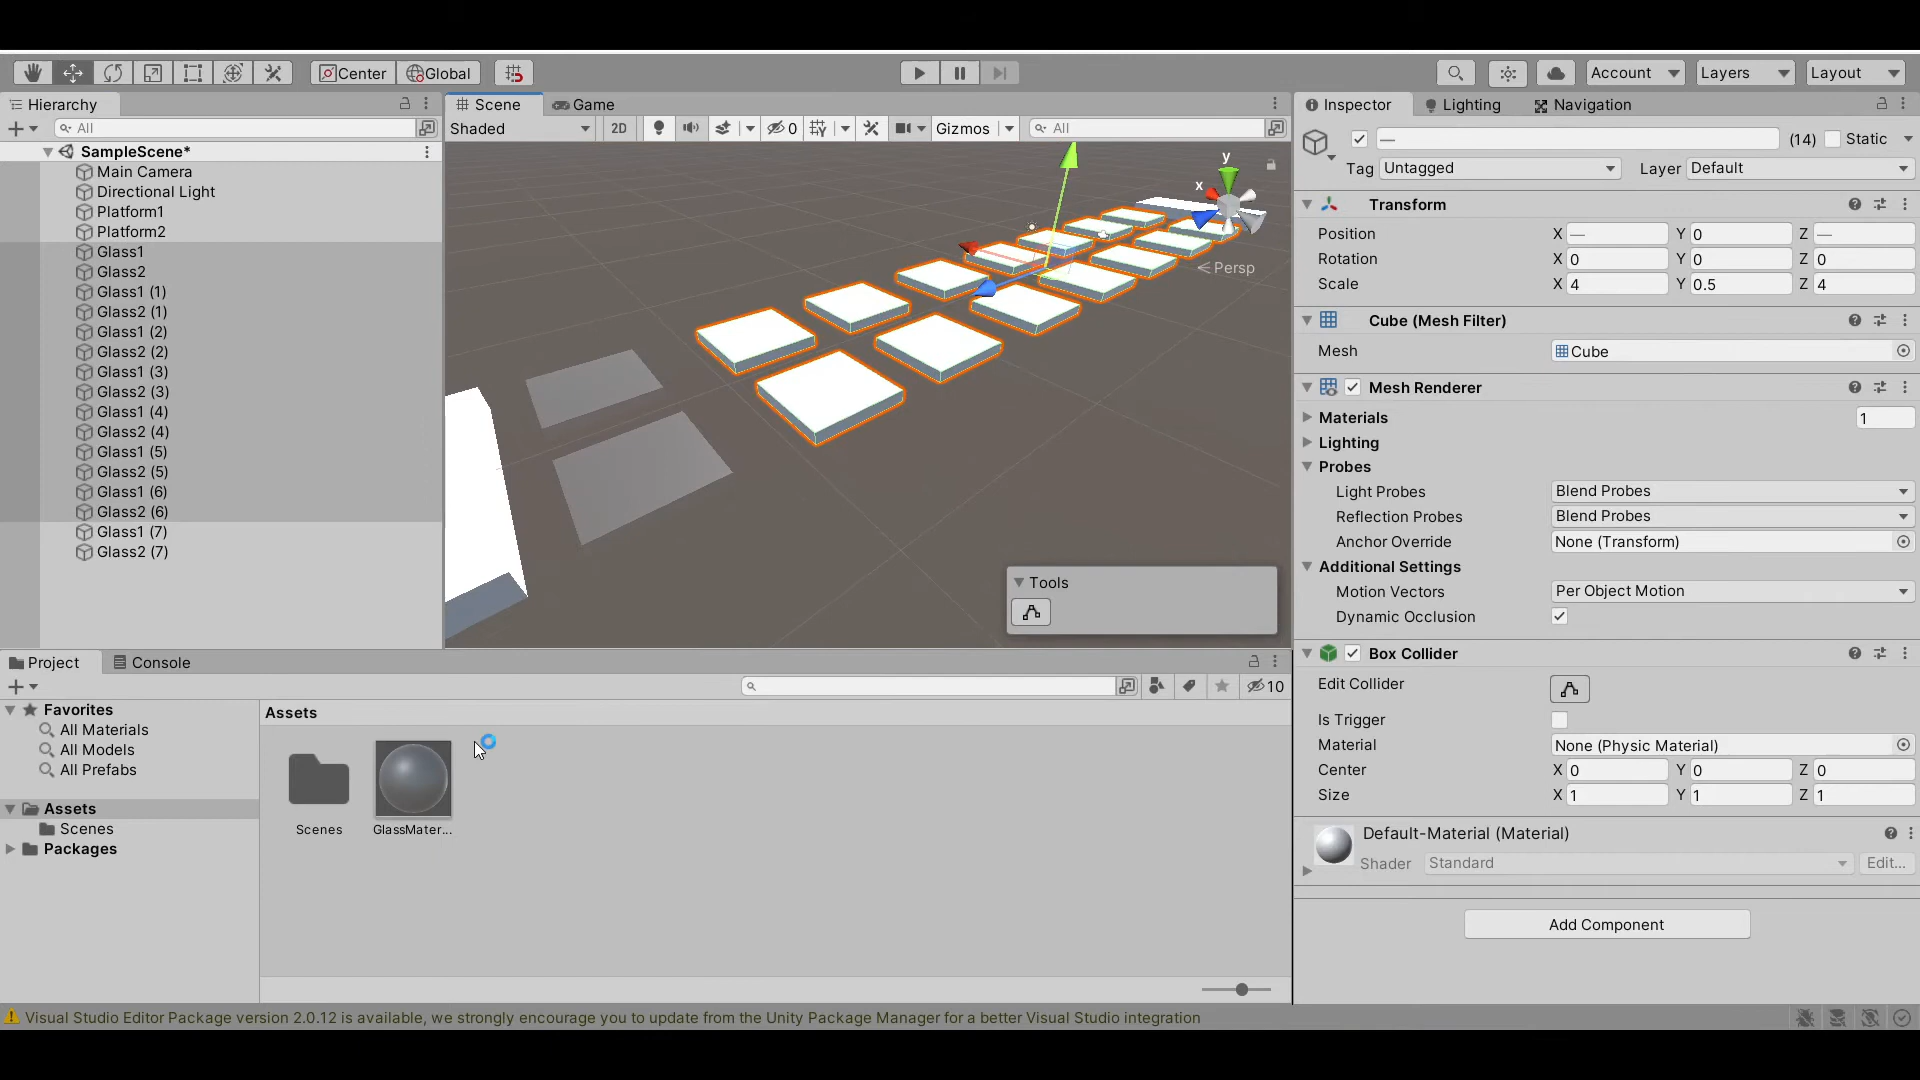 Center Global Account Layers Layout
Hierarchy Scene Game Inspector Lighting Navigation
All Shaded 2D 0 Gizmos All
SampleScene*
Main Camera
Directional Light
Platform1
Platform2
Glass1
Glass2
Glass1 (1)
Glass2 (1)
Glass1 (2)
Glass2 (2)
Glass1 (3)
Glass2 (3)
Glass1 (4)
Glass2 (4)
Glass1 (5)
Glass2 (5)
Glass1 (6)
Glass2 (6)
Glass1 (7)
Glass2 (7)
y
x
Persp
Tools
— (14) Static
Tag Untagged Layer Default
Transform
Position X — Y 0 Z —
Rotation X 0 Y 0 Z 0
Scale X 4 Y 0.5 Z 4
Cube (Mesh Filter)
Mesh Cube
Mesh Renderer
Materials 1
Lighting
Probes
Light Probes Blend Probes
Reflection Probes Blend Probes
Anchor Override None (Transform)
Additional Settings
Motion Vectors Per Object Motion
Dynamic Occlusion
Box Collider
Edit Collider
Is Trigger
Material None (Physic Material)
Center X 0 Y 0 Z 0
Size X 1 Y 1 Z 1
Default-Material (Material)
Shader Standard Edit...
Add Component
Project Console
10
Favorites
All Materials
All Models
All Prefabs
Assets
Scenes
Packages
Assets
Scenes GlassMater...
Visual Studio Editor Package version 2.0.12 is available, we strongly encourage you to update from the Unity Package Manager for a better Visual Studio integration